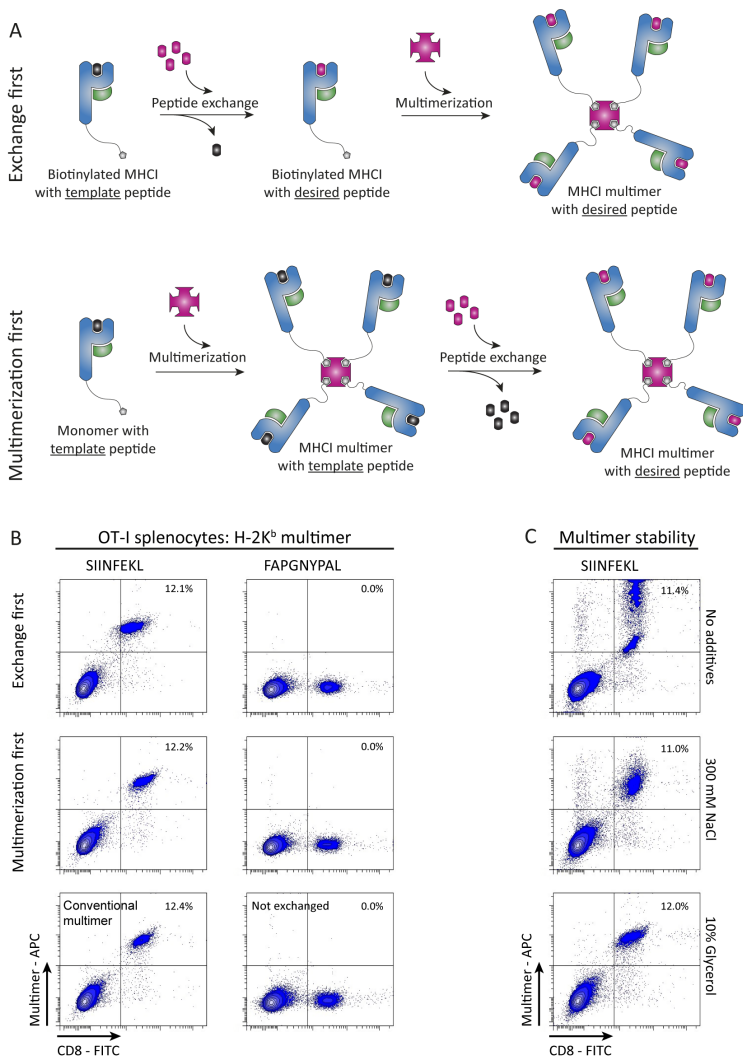 A
Exchange first
Peptide exchange
Multimerization
Biotinylated MHCI
with template peptide
Biotinylated MHCI
with desired peptide
MHCI multimer
with desired peptide
Multimerization first
Multimerization
Peptide exchange
Monomer with
template peptide
MHCI multimer
with template peptide
MHCI multimer
with desired peptide
B
OT-I splenocytes: H-2Kᵇ multimer
SIINFEKL
FAPGNYPAL
Exchange first
12.1%
0.0%
Multimerization first
12.2%
0.0%
Conventional
multimer
12.4%
Not exchanged
0.0%
Multimer - APC
CD8 - FITC
C
Multimer stability
SIINFEKL
11.4%
No additives
11.0%
300 mM NaCl
12.0%
10% Glycerol
Multimer - APC
CD8 - FITC